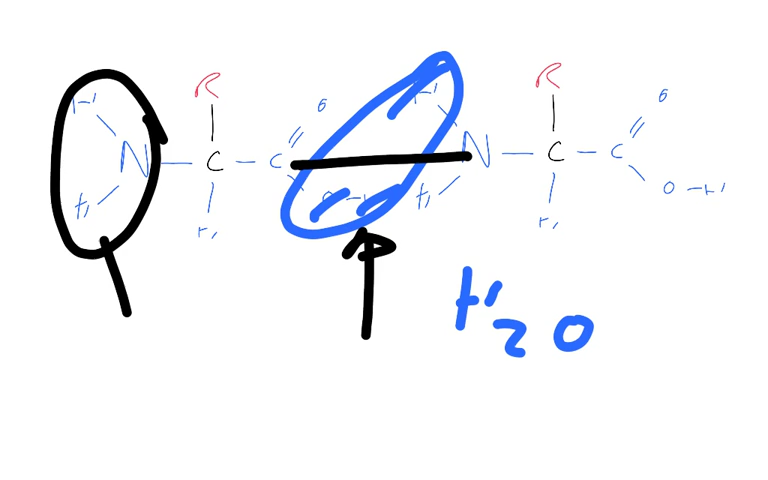 R R
H O H O
N C C N C C
H O-H H O-H
H H
H2O